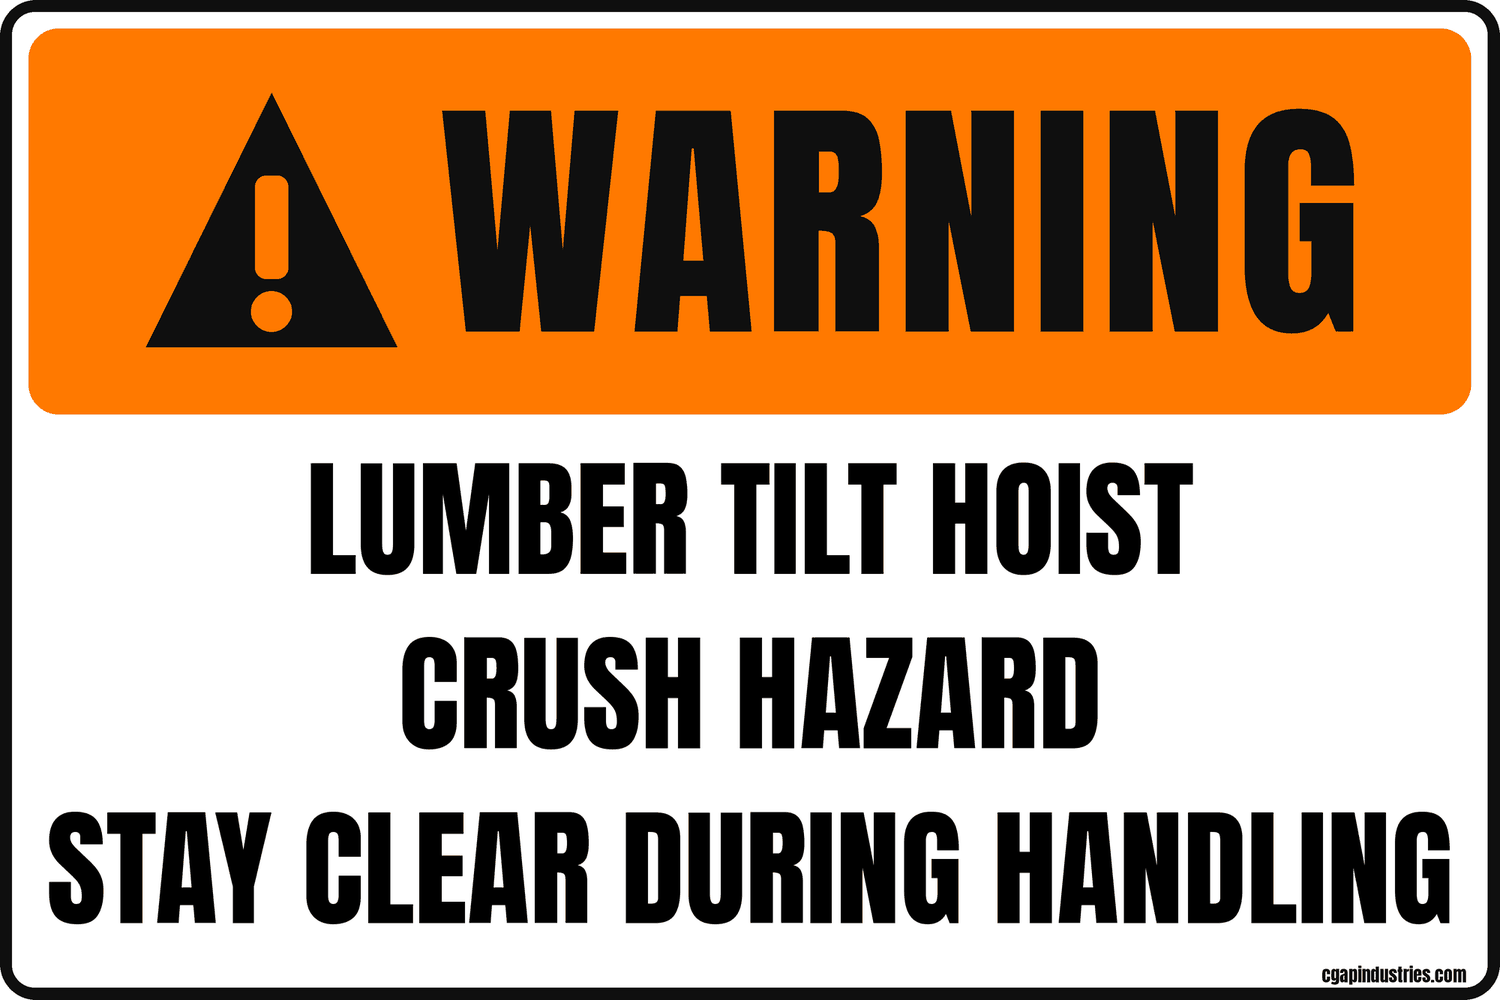 WARNING
LUMBER TILT HOIST
CRUSH HAZARD
STAY CLEAR DURING HANDLING
cgapindustries.com